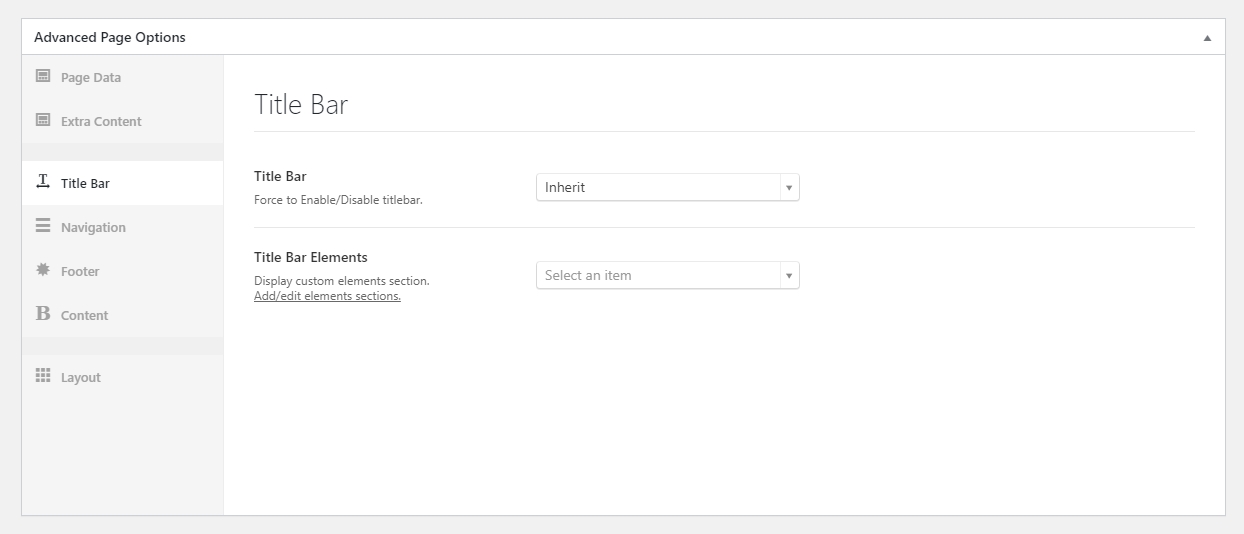 Advanced Page Options
Page Data
Extra Content
Title Bar
Navigation
Footer
Content
Layout
Title Bar
Title Bar
Force to Enable/Disable titlebar.
Inherit
Title Bar Elements
Display custom elements section.
Add/edit elements sections.
Select an item